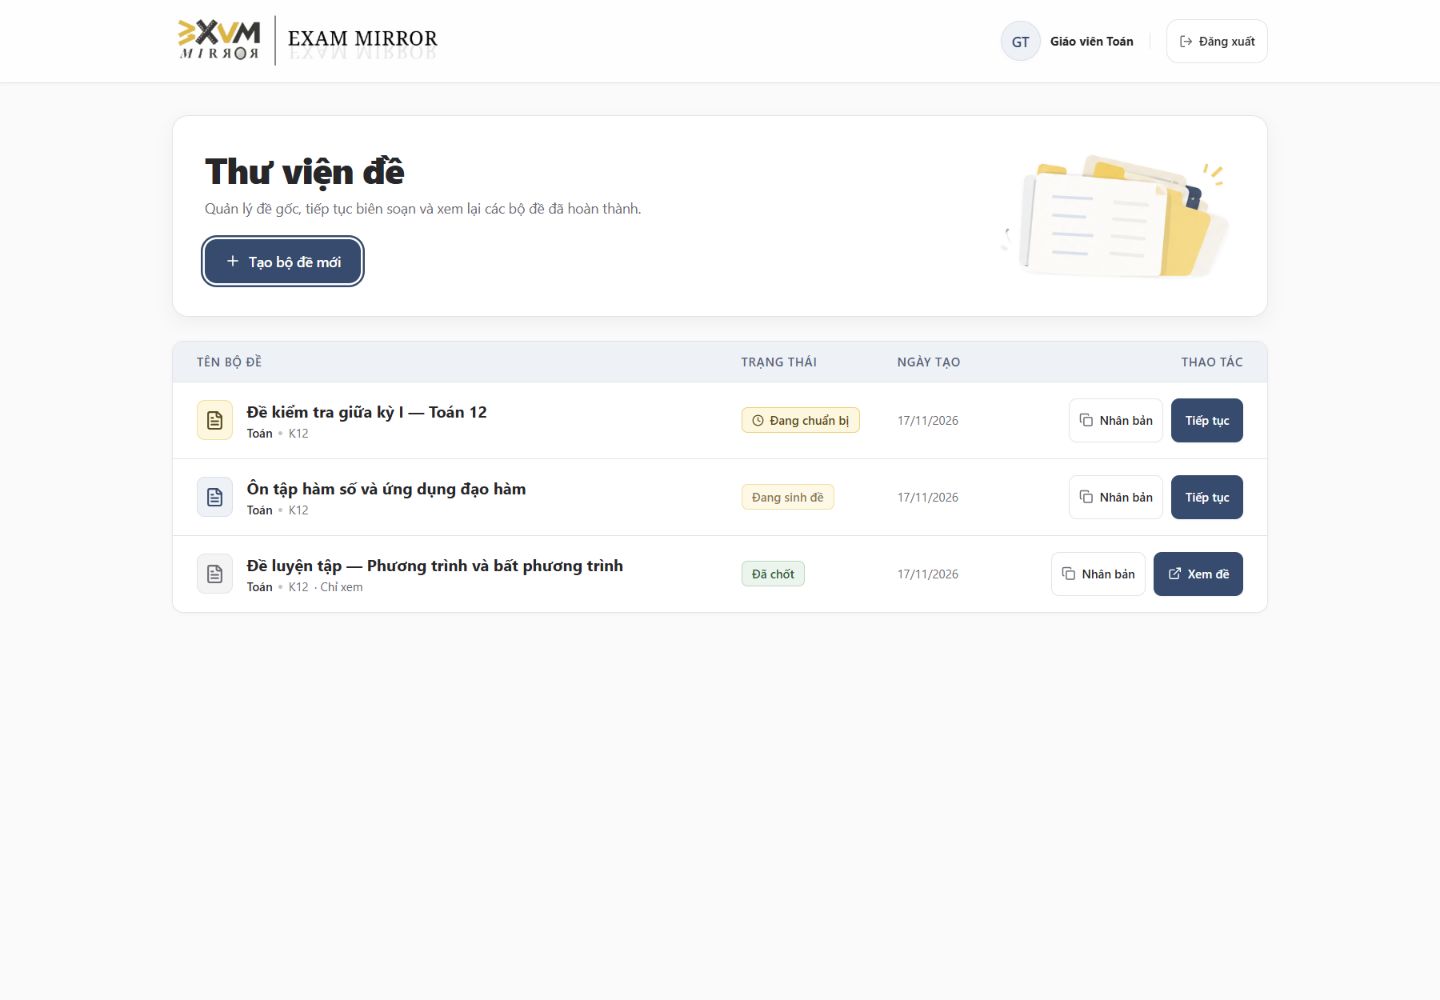 EXAM MIRROR
EXAM MIRROR
GT
Giáo viên Toán
Đăng xuất
Thư viện đề
Quản lý đề gốc, tiếp tục biên soạn và xem lại các bộ đề đã hoàn thành.
+ Tạo bộ đề mới
TÊN BỘ ĐỀ TRẠNG THÁI NGÀY TẠO THAO TÁC
Đề kiểm tra giữa kỳ I — Toán 12
Toán • K12
Đang chuẩn bị
17/11/2026
Nhân bản
Tiếp tục
Ôn tập hàm số và ứng dụng đạo hàm
Toán • K12
Đang sinh đề
17/11/2026
Nhân bản
Tiếp tục
Đề luyện tập — Phương trình và bất phương trình
Toán • K12 · Chỉ xem
Đã chốt
17/11/2026
Nhân bản
Xem đề